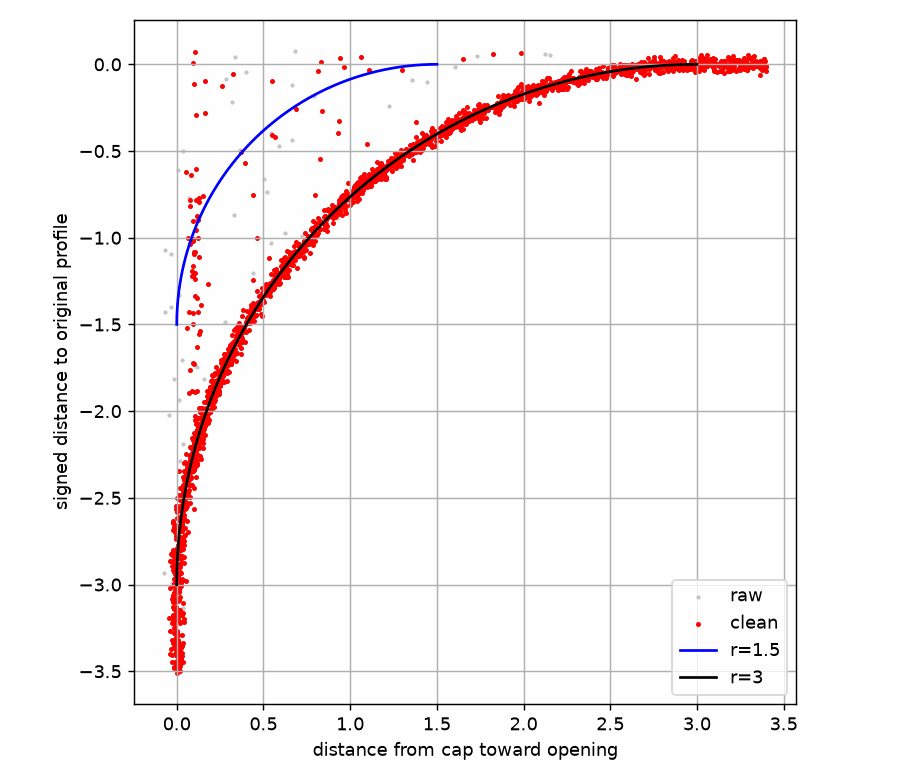 0.0
−0.5
−1.0
−1.5
−2.0
−2.5
−3.0
−3.5
signed distance to original profile
0.0 0.5 1.0 1.5 2.0 2.5 3.0 3.5
distance from cap toward opening
raw
clean
r=1.5
r=3